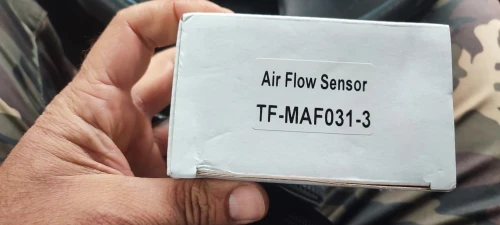 Air Flow Sensor
TF-MAF031-3